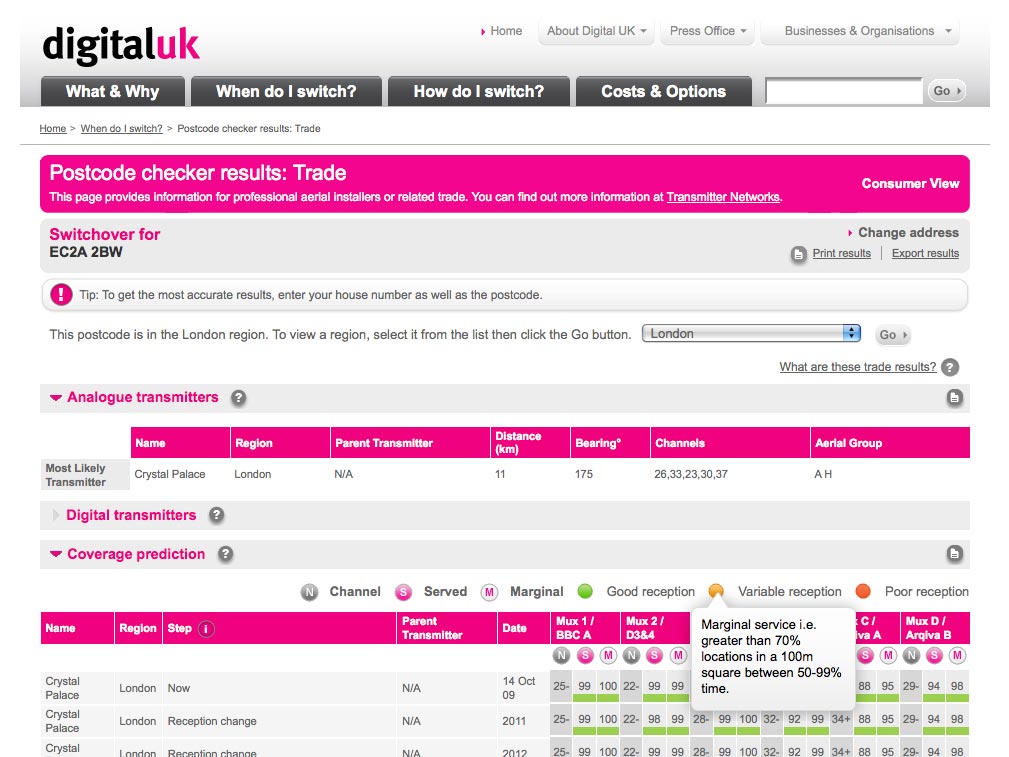 digitaluk
Home About Digital UK Press Office Businesses & Organisations
What & Why When do I switch? How do I switch? Costs & Options Go
Home > When do I switch? > Postcode checker results: Trade
Postcode checker results: Trade
This page provides information for professional aerial installers or related trade. You can find out more information at Transmitter Networks.
Consumer View
Switchover for
EC2A 2BW
Change address
Print results | Export results
! Tip: To get the most accurate results, enter your house number as well as the postcode.
This postcode is in the London region. To view a region, select it from the list then click the Go button. London Go
What are these trade results? ?
Analogue transmitters ?
Name Region Parent Transmitter Distance (km) Bearing° Channels Aerial Group
Most Likely Transmitter Crystal Palace London N/A 11 175 26,33,23,30,37 A H
Digital transmitters ?
Coverage prediction ?
N Channel S Served M Marginal Good reception Variable reception Poor reception
Name Region Step i Parent Transmitter Date Mux 1 / BBC A Mux 2 / D3&4 C / iva A Mux D / Arqiva B
N S M N S M S M N S M
Marginal service i.e.
greater than 70%
locations in a 100m
square between 50-99%
time.
Crystal Palace London Now N/A 14 Oct 09 25- 99 100 22- 99 99 88 95 29- 94 98
Crystal Palace London Reception change N/A 2011 25- 99 100 22- 98 99 28- 99 100 32- 92 99 34+ 88 95 29- 94 98
Crystal London Reception change N/A 2012 25- 99 100 22- 99 99 28- 99 100 32- 92 99 34+ 88 95 29- 94 98